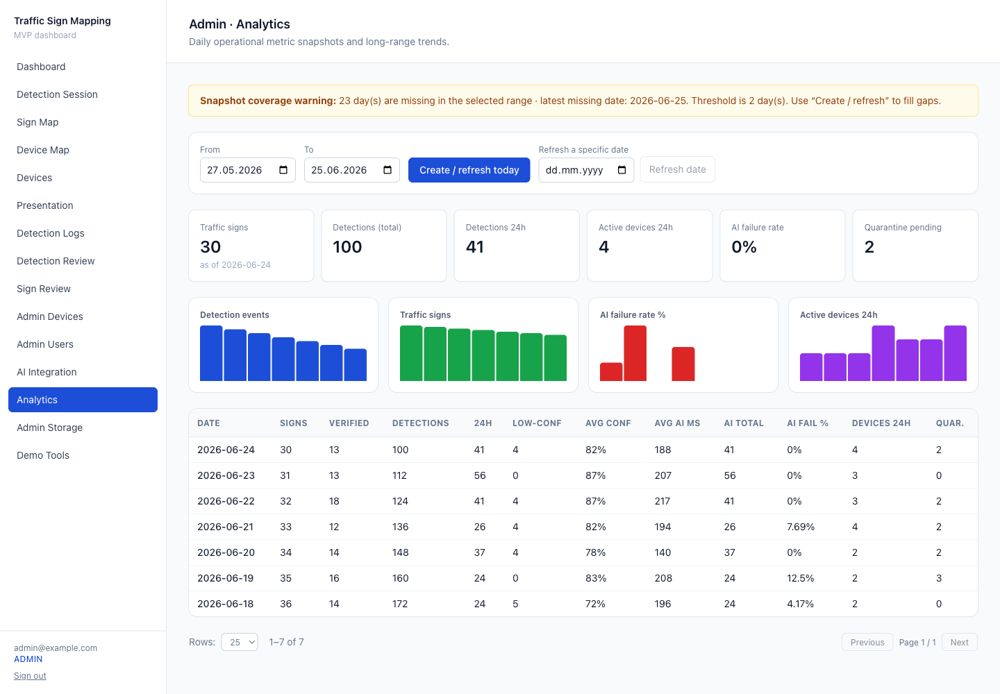 Traffic Sign Mapping
MVP dashboard
Dashboard
Detection Session
Sign Map
Device Map
Devices
Presentation
Detection Logs
Detection Review
Sign Review
Admin Devices
Admin Users
AI Integration
Analytics
Admin Storage
Demo Tools
admin@example.com
ADMIN
Sign out
Admin · Analytics
Daily operational metric snapshots and long-range trends.
Snapshot coverage warning: 23 day(s) are missing in the selected range · latest missing date: 2026-06-25. Threshold is 2 day(s). Use “Create / refresh” to fill gaps.
From To Refresh a specific date
27.05.2026 25.06.2026 Create / refresh today dd.mm.yyyy Refresh date
Traffic signs Detections (total) Detections 24h Active devices 24h AI failure rate Quarantine pending
30 100 41 4 0% 2
as of 2026-06-24
Detection events Traffic signs AI failure rate % Active devices 24h
DATE SIGNS VERIFIED DETECTIONS 24H LOW-CONF AVG CONF AVG AI MS AI TOTAL AI FAIL % DEVICES 24H QUAR.
2026-06-24 30 13 100 41 4 82% 188 41 0% 4 2
2026-06-23 31 13 112 56 0 87% 207 56 0% 3 0
2026-06-22 32 18 124 41 4 87% 217 41 0% 3 2
2026-06-21 33 12 136 26 4 82% 194 26 7.69% 4 2
2026-06-20 34 14 148 37 4 78% 140 37 0% 2 2
2026-06-19 35 16 160 24 0 83% 208 24 12.5% 2 3
2026-06-18 36 14 172 24 5 72% 196 24 4.17% 2 0
Rows: 25 1–7 of 7 Previous Page 1 / 1 Next